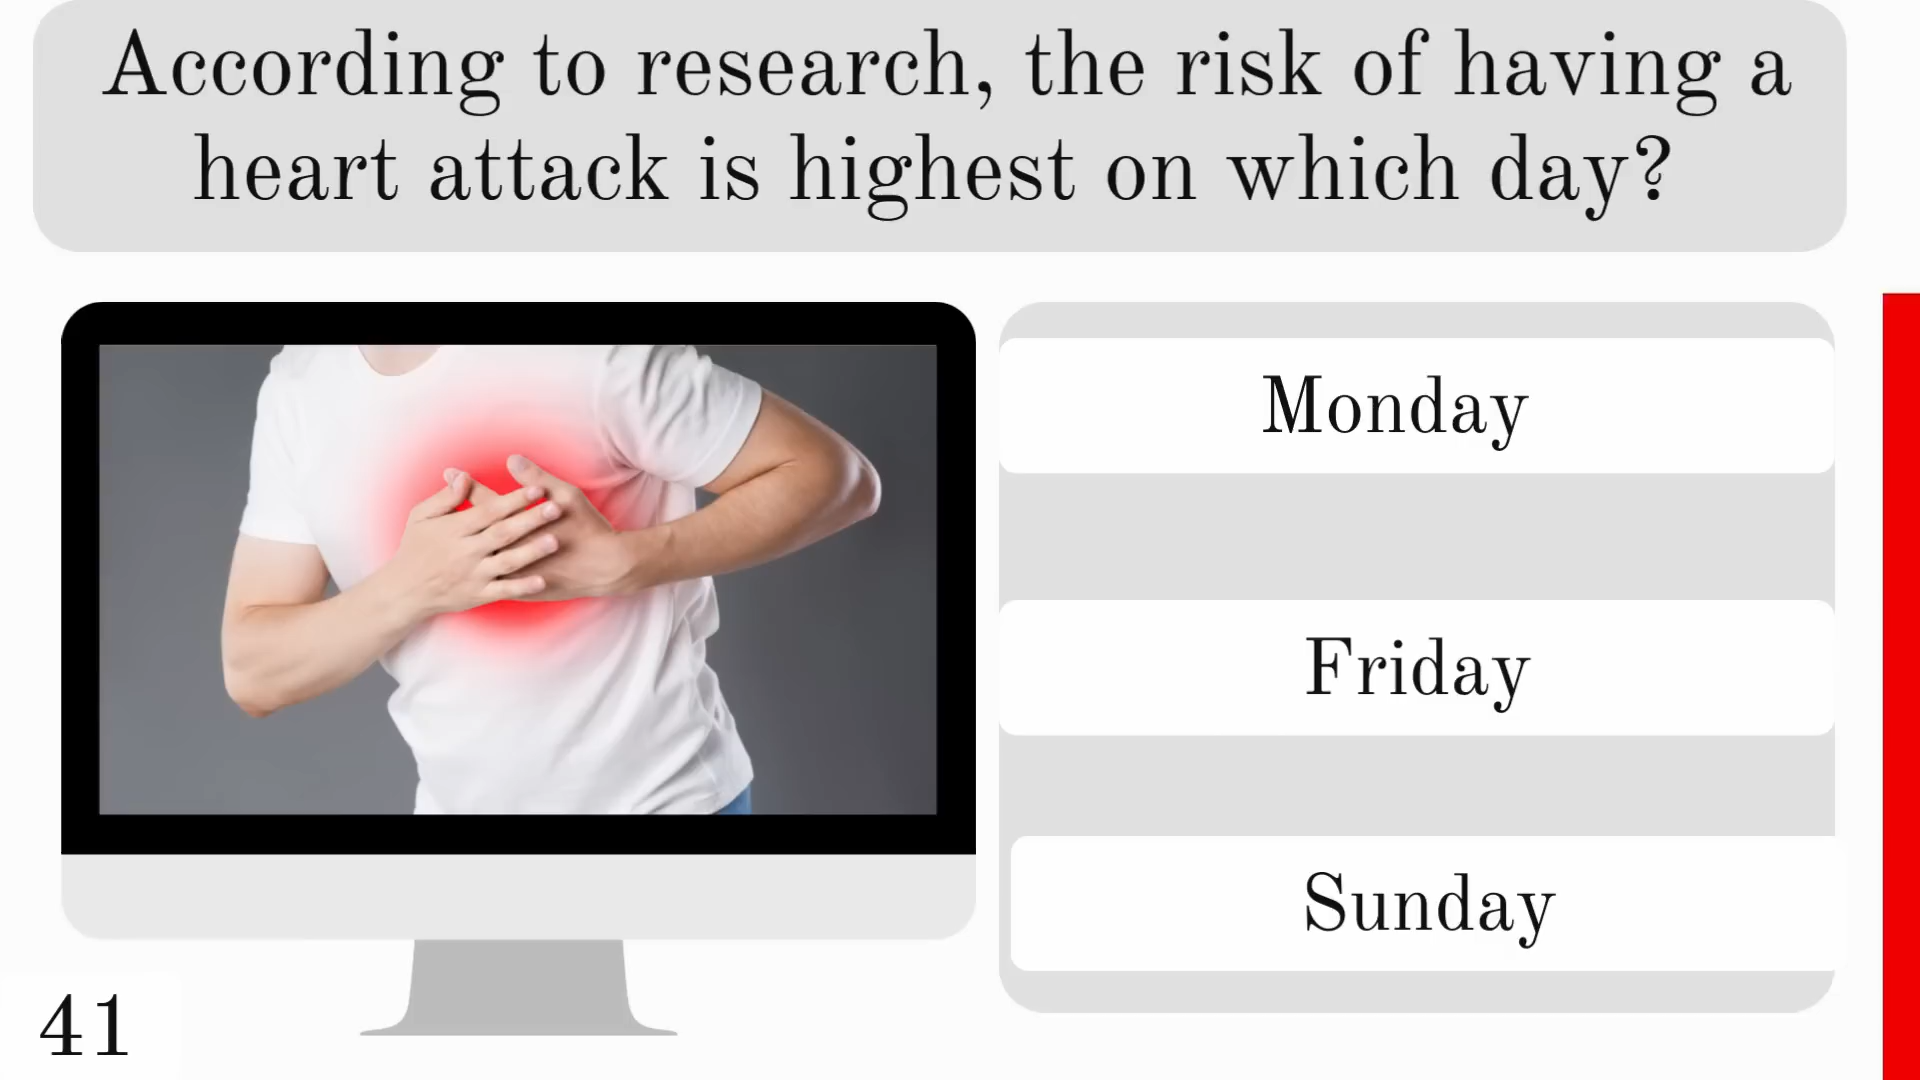 According to research, the risk of having a
heart attack is highest on which day?
Monday
Friday
Sunday
41